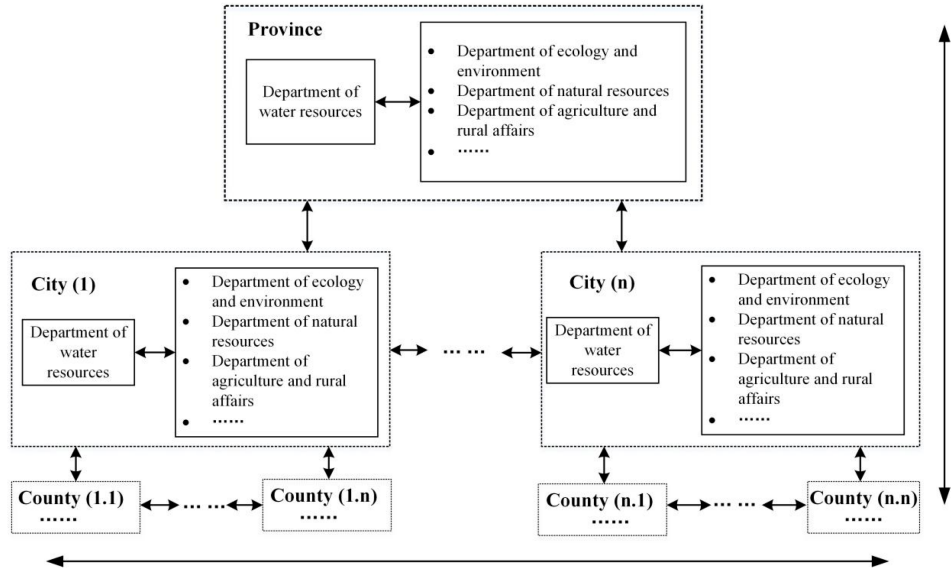 Province
Department of
water resources
• Department of ecology and
environment
• Department of natural resources
• Department of agriculture and
rural affairs
• ……
City (1)
Department of
water
resources
• Department of ecology
and environment
• Department of natural
resources
• Department of
agriculture and rural
affairs
• ……
… …
City (n)
Department of
water
resources
• Department of ecology
and environment
• Department of natural
resources
• Department of
agriculture and rural
affairs
• ……
County (1.1)
……
… …
County (1.n)
……
County (n.1)
……
… …
County (n.n)
……